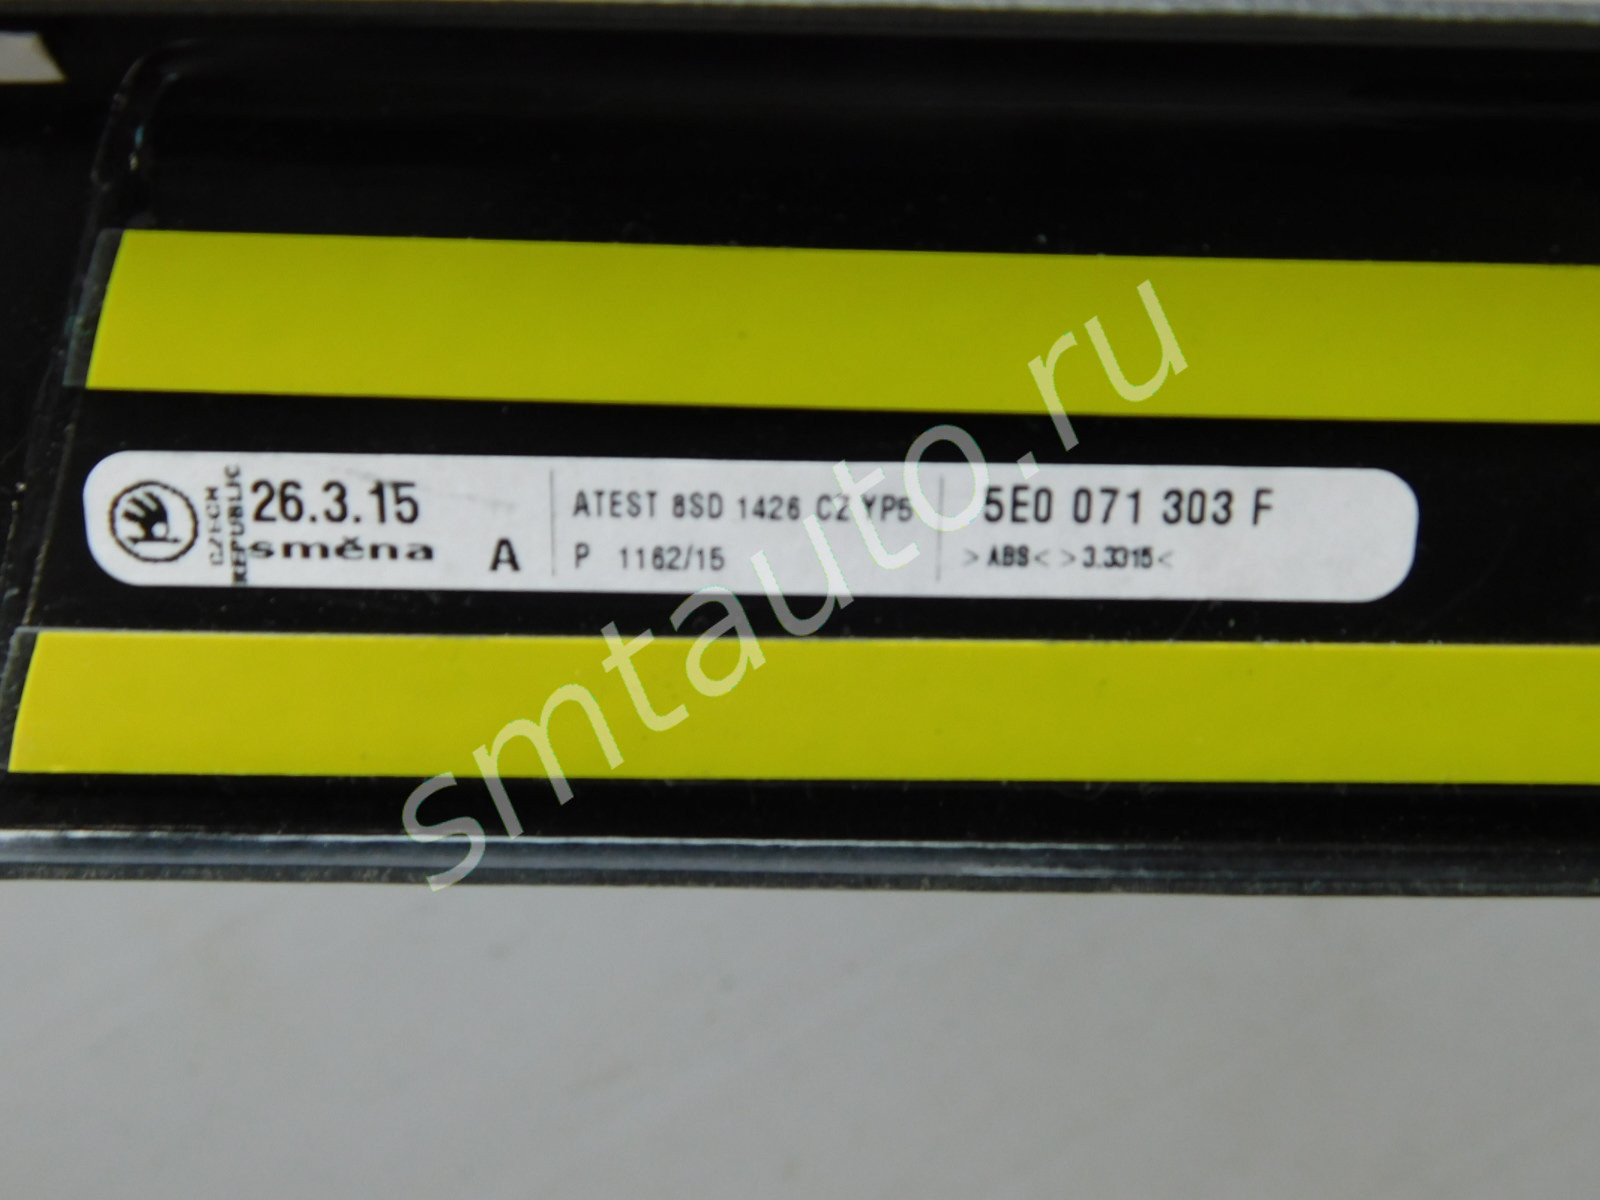 CZECH
REPUBLIC
26.3.15
směna A
ATEST 8SD 1426 CZ YP5
P 1162/15
5E0 071 303 F
>ABS< >3.3315<
smtauto.ru